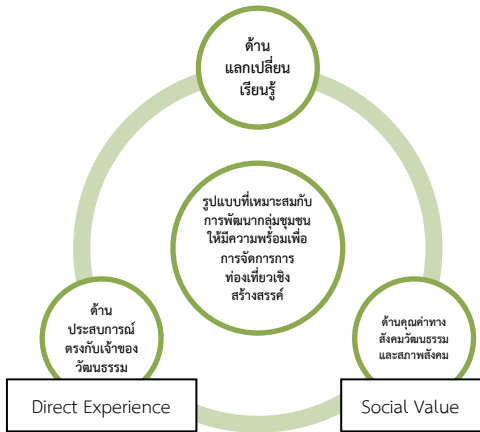 ด้าน
แลกเปลี่ยน
เรียนรู้
รูปแบบที่เหมาะสมกับ
การพัฒนากลุ่มชุมชน
ให้มีความพร้อมเพื่อ
การจัดการการ
ท่องเที่ยวเชิง
สร้างสรรค์
ด้าน
ประสบการณ์
ตรงกับเจ้าของ
วัฒนธรรม
ด้านคุณค่าทาง
สังคมวัฒนธรรม
และสภาพสังคม
Direct Experience
Social Value